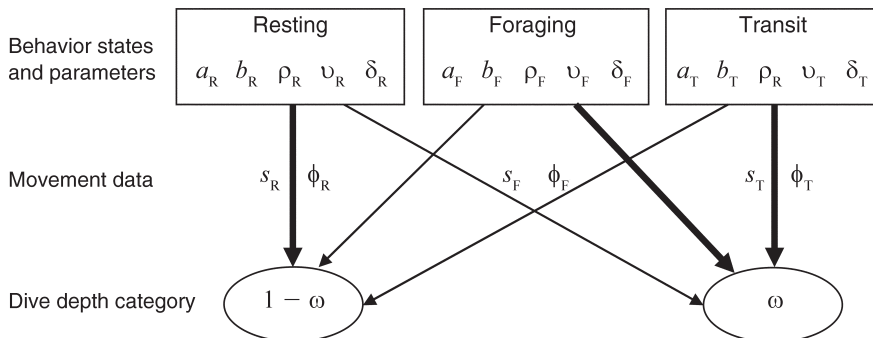 Resting Foraging Transit
Behavior states
and parameters
a_R b_R ρ_R υ_R δ_R a_F b_F ρ_F υ_F δ_F a_T b_T ρ_R υ_T δ_T
Movement data s_R ϕ_R s_F ϕ_F s_T ϕ_T
Dive depth category 1 − ω ω